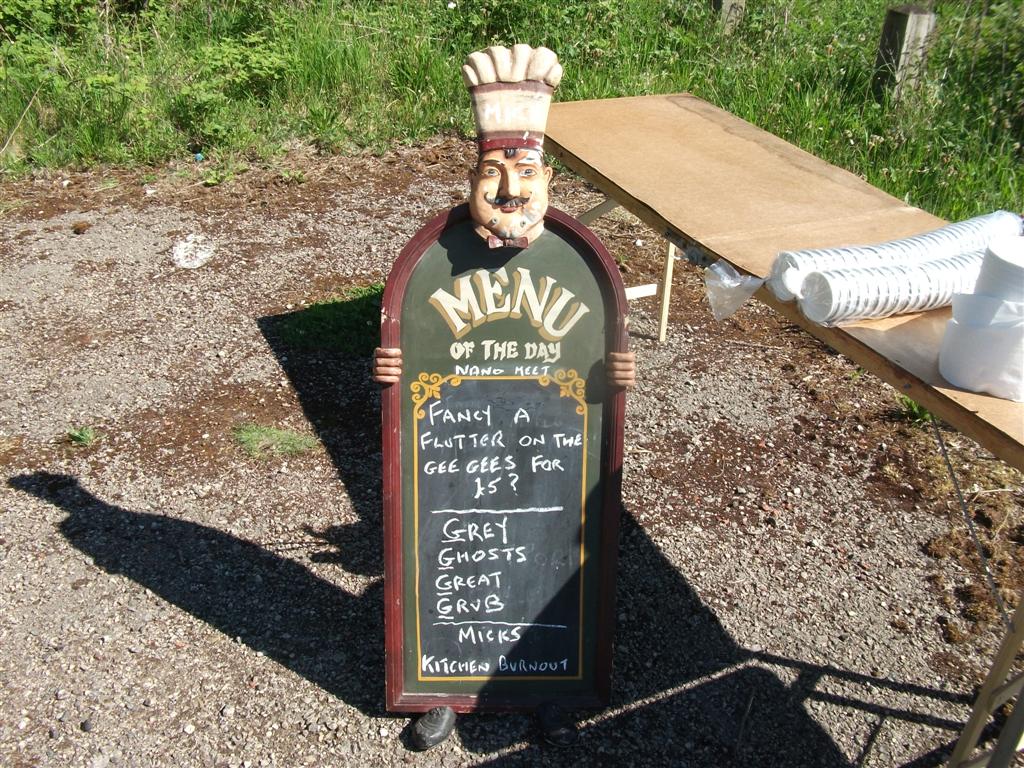 MICK
MENU
OF THE DAY
NANO MEET
FANCY A
FLUTTER ON THE
GEE GEES FOR
£5?
GREY
GHOSTS
GREAT
GRUB
MICKS
KITCHEN BURNOUT